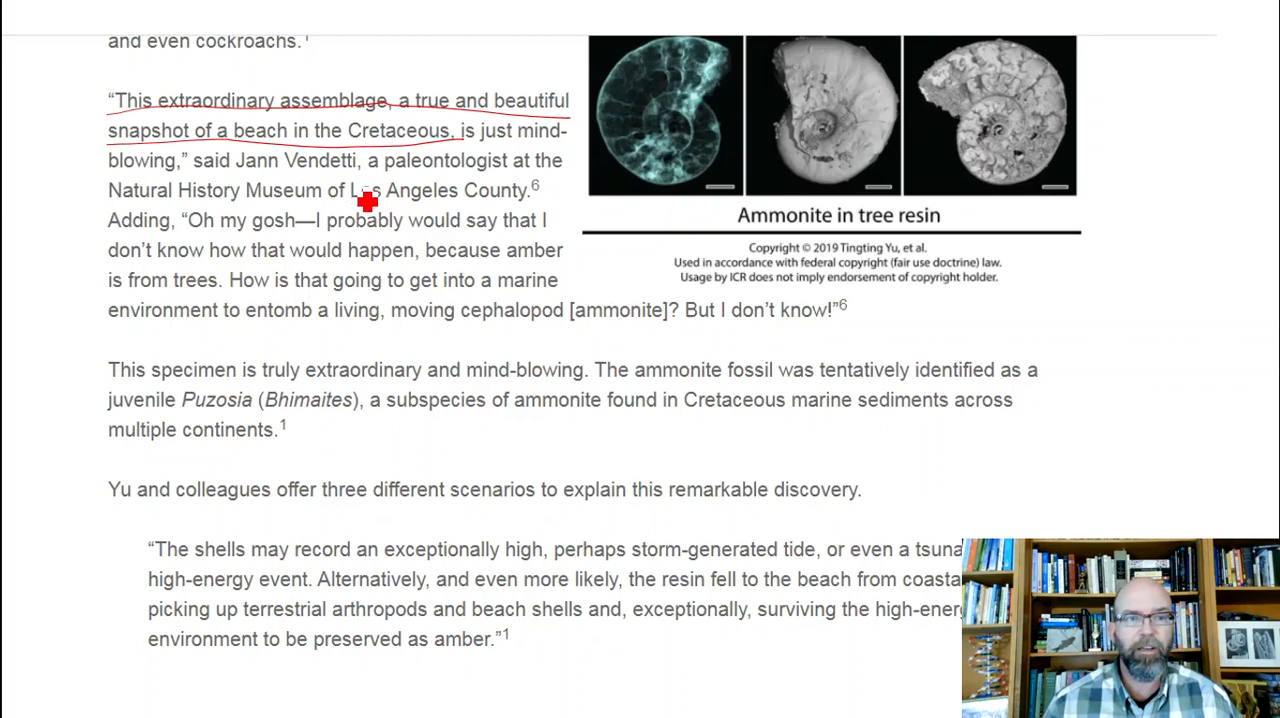 and even cockroachs.1
“This extraordinary assemblage, a true and beautiful
snapshot of a beach in the Cretaceous, is just mind-
blowing,” said Jann Vendetti, a paleontologist at the
Natural History Museum of Los Angeles County.6
Adding, “Oh my gosh—I probably would say that I
don’t know how that would happen, because amber
is from trees. How is that going to get into a marine
environment to entomb a living, moving cephalopod [ammonite]? But I don’t know!”6
Ammonite in tree resin
Copyright © 2019 Tingting Yu, et al.
Used in accordance with federal copyright (fair use doctrine) law.
Usage by ICR does not imply endorsement of copyright holder.
This specimen is truly extraordinary and mind-blowing. The ammonite fossil was tentatively identified as a
juvenile Puzosia (Bhimaites), a subspecies of ammonite found in Cretaceous marine sediments across
multiple continents.1
Yu and colleagues offer three different scenarios to explain this remarkable discovery.
“The shells may record an exceptionally high, perhaps storm-generated tide, or even a tsuna
high-energy event. Alternatively, and even more likely, the resin fell to the beach from coasta
picking up terrestrial arthropods and beach shells and, exceptionally, surviving the high-energ
environment to be preserved as amber.”1